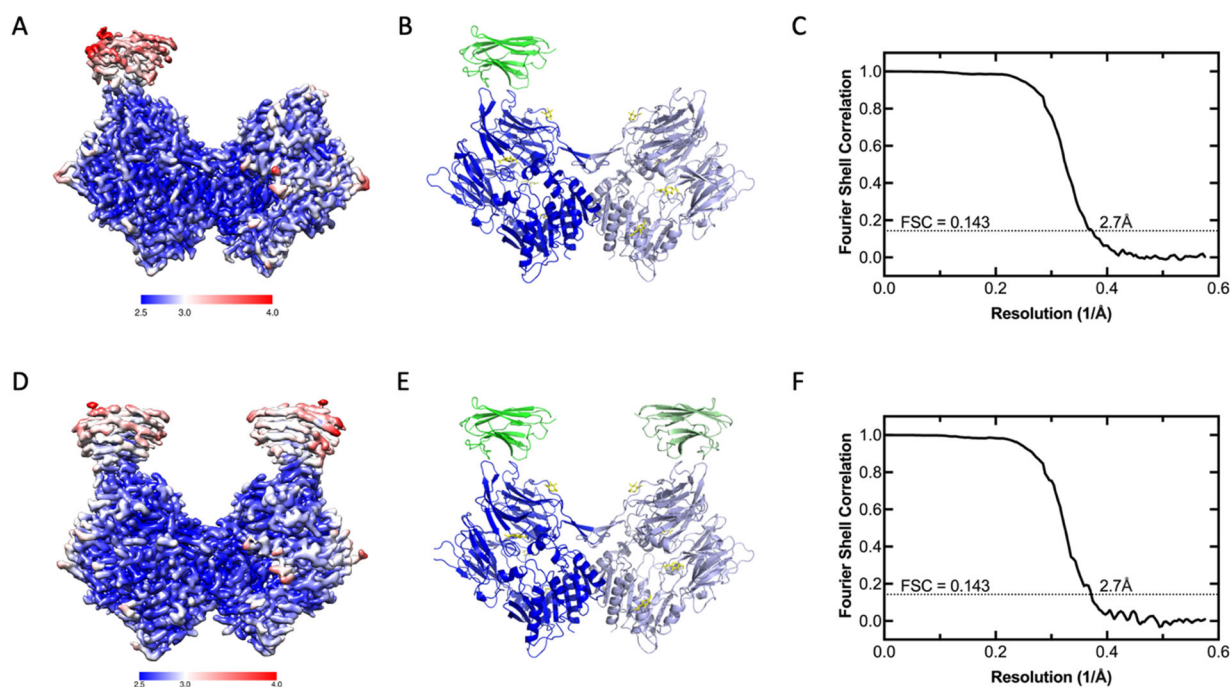 A
B
C
Fourier Shell Correlation
1.0
0.8
0.6
0.4
0.2
0.0
FSC = 0.143
2.7Å
0.0
0.2
0.4
0.6
Resolution (1/Å)
2.5
3.0
4.0
D
E
F
Fourier Shell Correlation
1.0
0.8
0.6
0.4
0.2
0.0
FSC = 0.143
2.7Å
0.0
0.2
0.4
0.6
Resolution (1/Å)
2.5
3.0
4.0